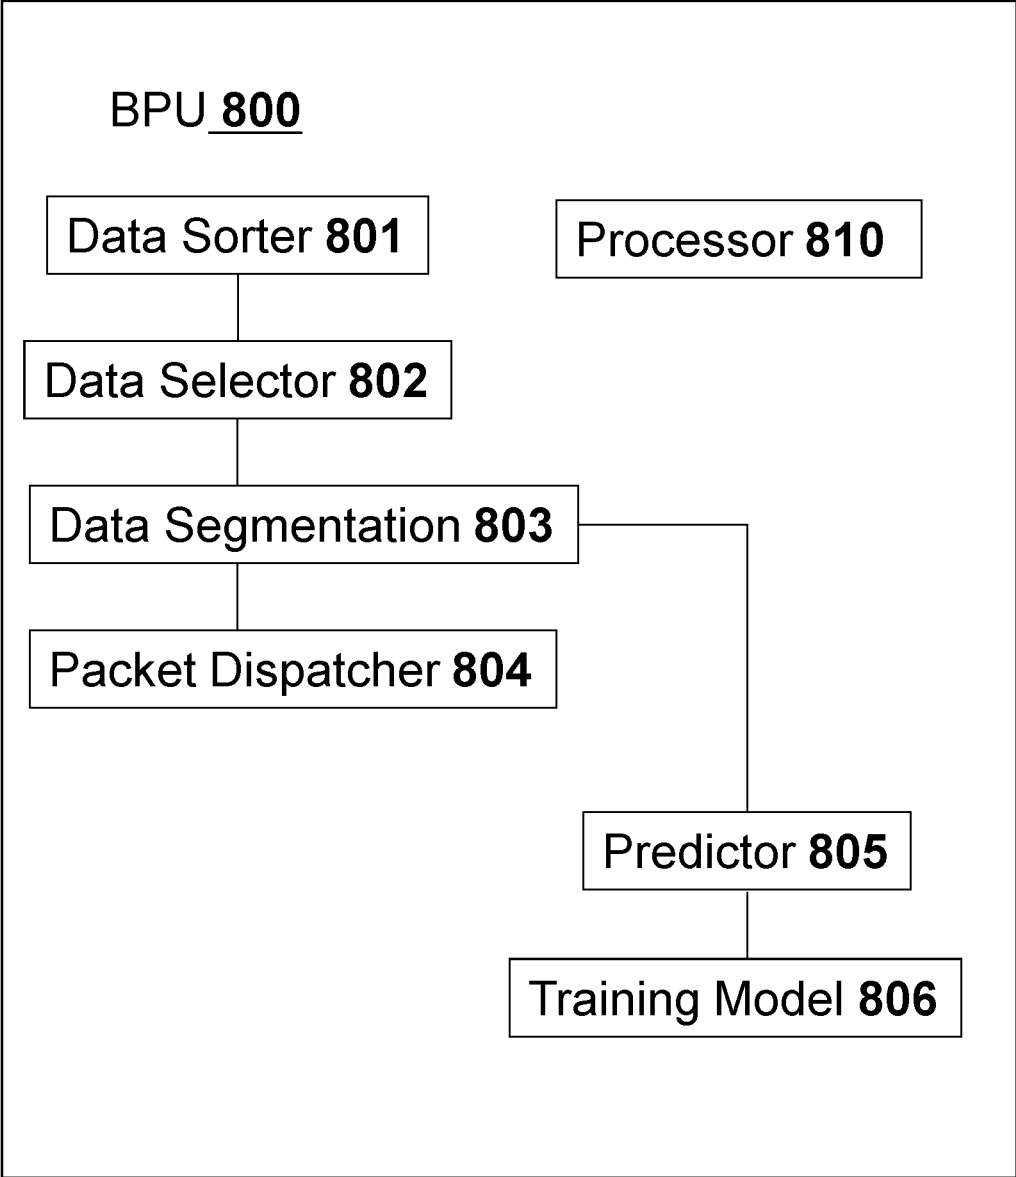 BPU 800
Data Sorter 801
Processor 810
Data Selector 802
Data Segmentation 803
Packet Dispatcher 804
Predictor 805
Training Model 806